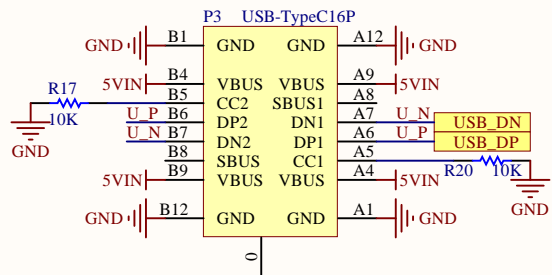 P3 USB-TypeC16P
GND B1 GND GND A12 GND
5VIN B4 VBUS VBUS A9 5VIN
R17 B5 CC2 SBUS1 A8
10K U_P B6 DP2 DN1 A7 U_N USB_DN
GND U_N B7 DN2 DP1 A6 U_P USB_DP
B8 SBUS CC1 A5 R20 10K
5VIN B9 VBUS VBUS A4 5VIN
GND B12 GND GND A1 GND GND
0